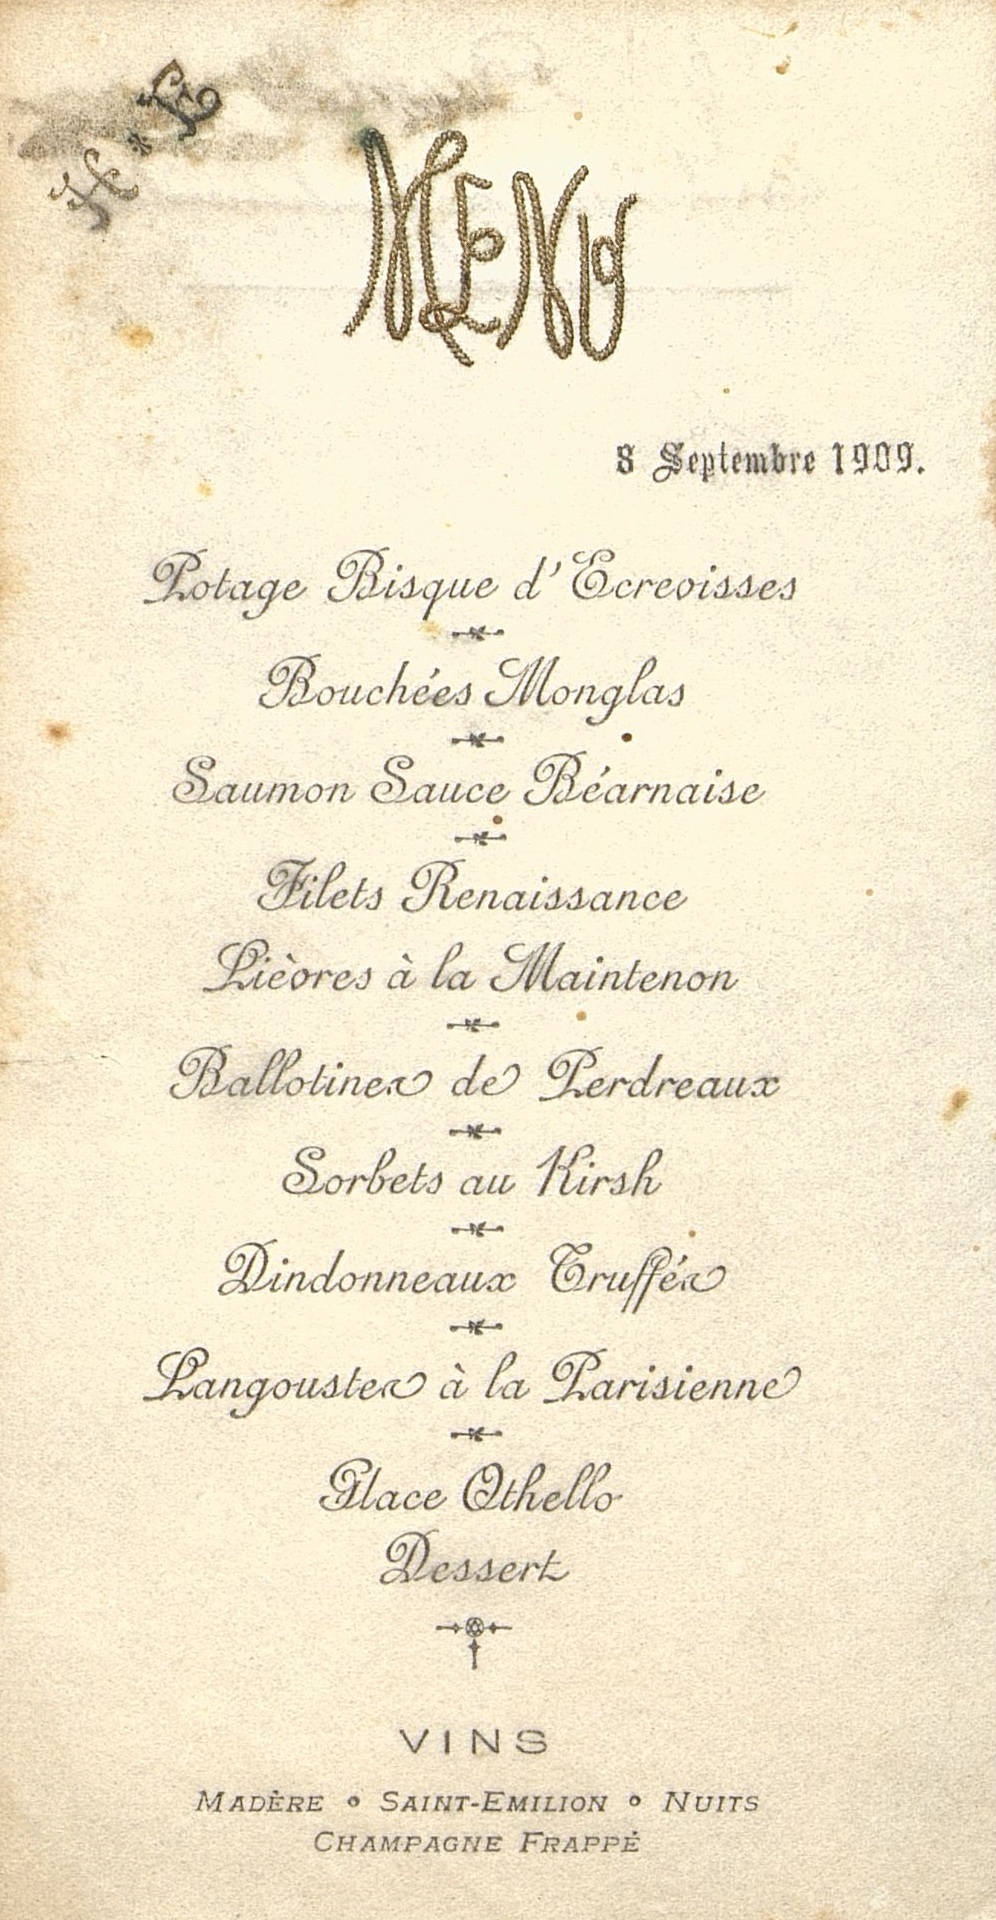 H * E
MENU
8 Septembre 1909.
Potage Bisque d'Ecrevisses
Bouchées Monglas
Saumon Sauce Béarnaise
Filets Renaissance
Lièvres à la Maintenon
Ballotines de Perdreaux
Sorbets au Kirsh
Dindonneaux Truffés
Langoustes à la Parisienne
Glace Othello
Dessert
VINS
MADÈRE • SAINT-EMILION • NUITS
CHAMPAGNE FRAPPÉ